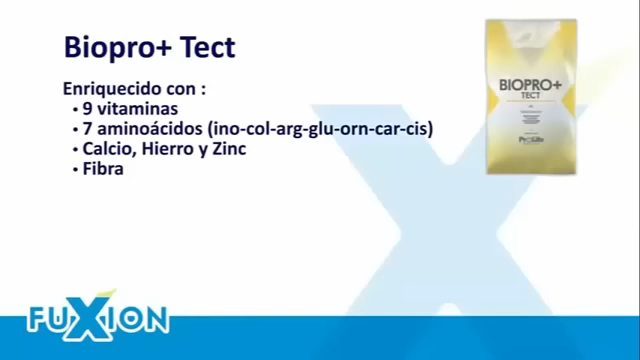 Biopro+ Tect
Enriquecido con :
• 9 vitaminas
• 7 aminoácidos (ino-col-arg-glu-orn-car-cis)
• Calcio, Hierro y Zinc
• Fibra
BIOPRO+
TECT
FUXION